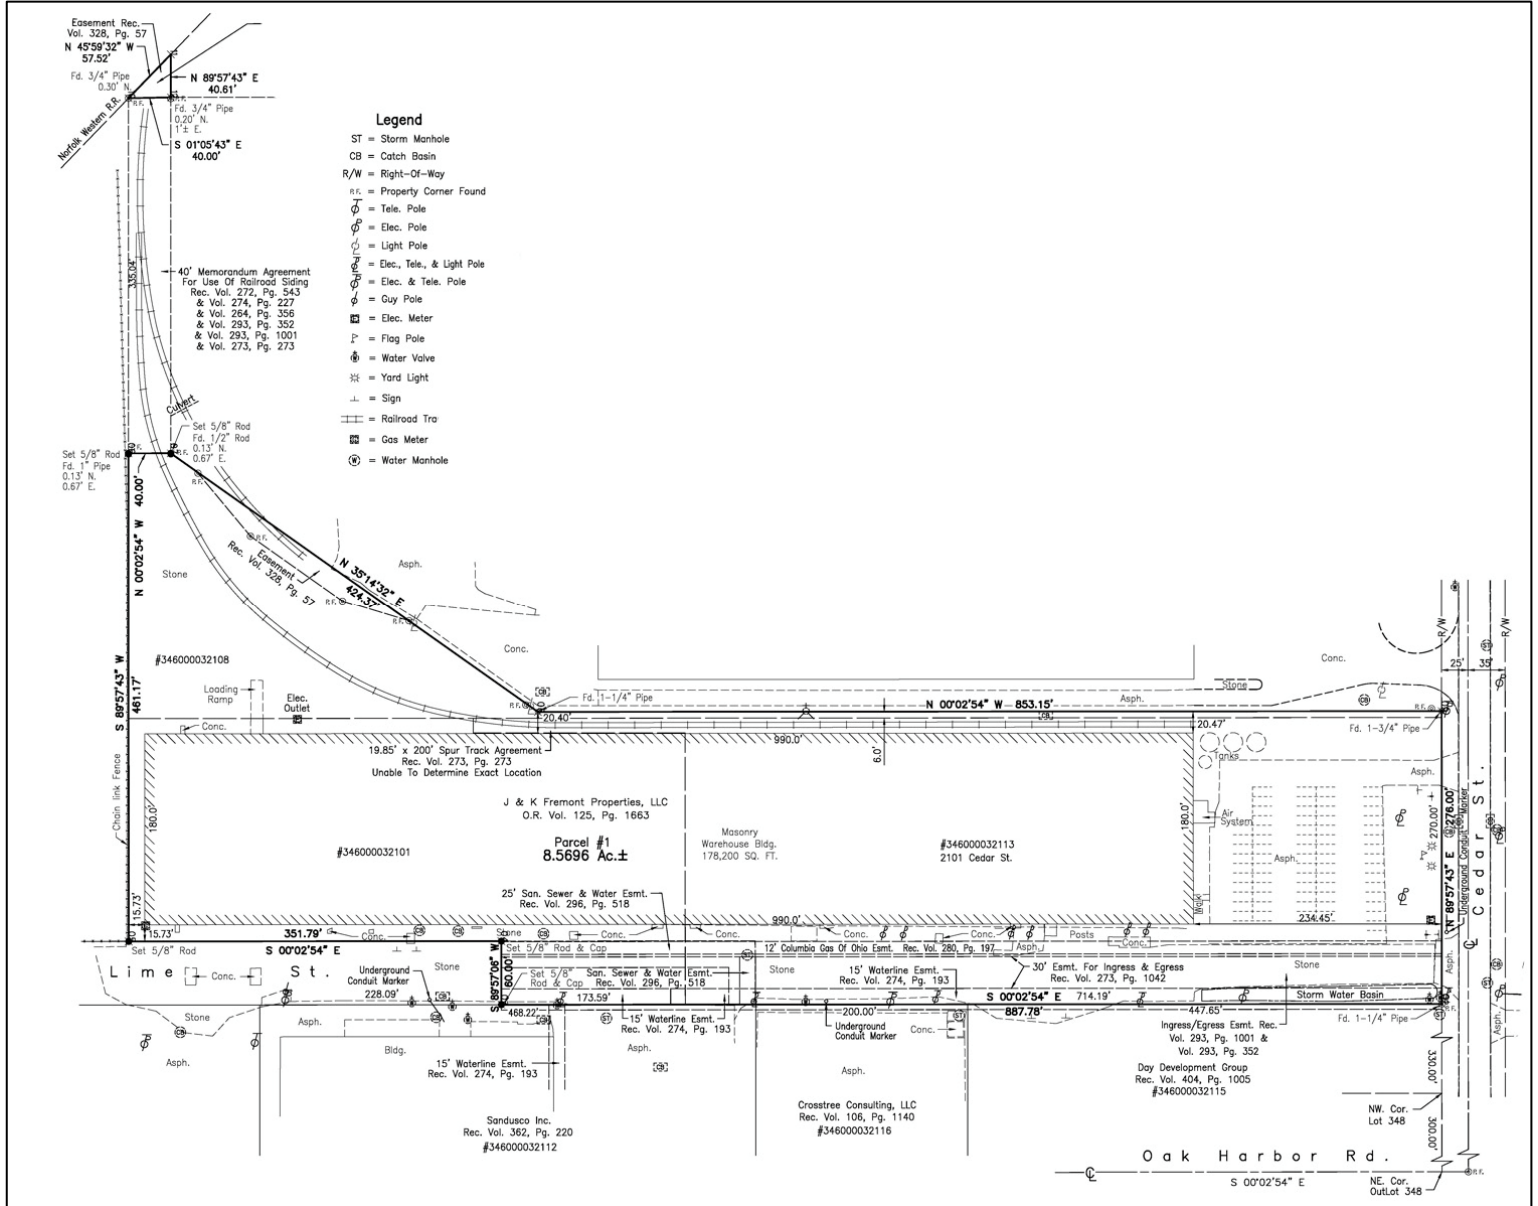 Easement Rec.
Vol. 328, Pg. 57
N 45°59'32" W
57.52'
Fd. 3/4" Pipe
0.30' N.
R.F.
Norfolk Western R.R.
N 89°57'43" E
40.61'
R.F.
Fd. 3/4" Pipe
0.20' N.
1'± E.
S 01°05'43" E
40.00'
Legend
ST = Storm Manhole
CB = Catch Basin
R/W = Right-Of-Way
R.F. = Property Corner Found
= Tele. Pole
= Elec. Pole
= Light Pole
= Elec., Tele., & Light Pole
= Elec. & Tele. Pole
= Guy Pole
= Elec. Meter
= Flag Pole
= Water Valve
= Yard Light
= Sign
= Railroad Tra
= Gas Meter
W = Water Manhole
335.04'
40' Memorandum Agreement
For Use Of Railroad Siding
Rec. Vol. 272, Pg. 543
& Vol. 274, Pg. 227
& Vol. 264, Pg. 356
& Vol. 293, Pg. 352
& Vol. 293, Pg. 1001
& Vol. 273, Pg. 273
Culvert
Set 5/8" Rod
Fd. 1/2" Rod
0.13' N.
0.67' E.
R.F.
Set 5/8" Rod
Fd. 1" Pipe
0.13' N.
0.67' E.
N 00°02'54" W 40.00'
R.F.
R.F.
Easement
Rec. Vol. 328, Pg. 57
N 35°14'32" E
424.37'
R.F.
R.F.
Asph.
Stone
Conc.
Conc.
#346000032108
S 89°57'43" W
461.17'
Loading
Ramp
Elec.
Outlet
Conc.
R.F.
Fd. 1-1/4" Pipe
20.40'
N 00°02'54" W 853.15'
Asph.
Stone
CB
CB
CB
R/W
R/W
25'
35'
R.F.
Fd. 1-3/4" Pipe
20.47'
990.0'
6.0'
Tanks
Asph.
19.85' x 200' Spur Track Agreement
Rec. Vol. 273, Pg. 273
Unable To Determine Exact Location
Chain link Fence
180.0'
J & K Fremont Properties, LLC
O.R. Vol. 125, Pg. 1663
Parcel #1
8.5696 Ac.±
#346000032101
Masonry
Warehouse Bldg.
178,200 SQ. FT.
#346000032113
2101 Cedar St.
180.0'
Air
System
Asph.
270.00'
N 89°57'43" E 276.00'
Underground Conduit Marker
Cedar St.
25' San. Sewer & Water Esmt.
Rec. Vol. 296, Pg. 518
15.73'
15.73'
351.79'
Conc.
990.0'
Walk
234.45'
Set 5/8" Rod
S 00°02'54" E
Stone
Set 5/8" Rod & Cap
Conc.
Conc.
Conc.
Conc.
Posts
Conc.
12' Columbia Gas Of Ohio Esmt. Rec. Vol. 280, Pg. 197
Asph.
Lime St.
Conc.
Underground
Conduit Marker
228.09'
Stone
S 89°57'06" W
60.00'
Set 5/8"
Rod & Cap
San. Sewer & Water Esmt.
Rec. Vol. 296, Pg. 518
Stone
15' Waterline Esmt.
Rec. Vol. 274, Pg. 193
30' Esmt. For Ingress & Egress
Rec. Vol. 273, Pg. 1042
Stone
Asph.
173.59'
S 00°02'54" E 714.19'
Storm Water Basin
468.22'
200.00'
887.78'
447.65'
Fd. 1-1/4" Pipe
R.F.
Asph.
Stone
Asph.
Asph.
15' Waterline Esmt.
Rec. Vol. 274, Pg. 193
Underground
Conduit Marker
Conc.
Ingress/Egress Esmt. Rec.
Vol. 293, Pg. 1001 &
Vol. 293, Pg. 352
Bldg.
Asph.
15' Waterline Esmt.
Rec. Vol. 274, Pg. 193
CB
Asph.
Day Development Group
Rec. Vol. 404, Pg. 1005
#346000032115
330.00'
Sandusco Inc.
Rec. Vol. 362, Pg. 220
#346000032112
Crosstree Consulting, LLC
Rec. Vol. 106, Pg. 1140
#346000032116
NW. Cor.
Lot 348
300.00'
Oak Harbor Rd.
S 00°02'54" E
NE. Cor.
OutLot 348
R.F.